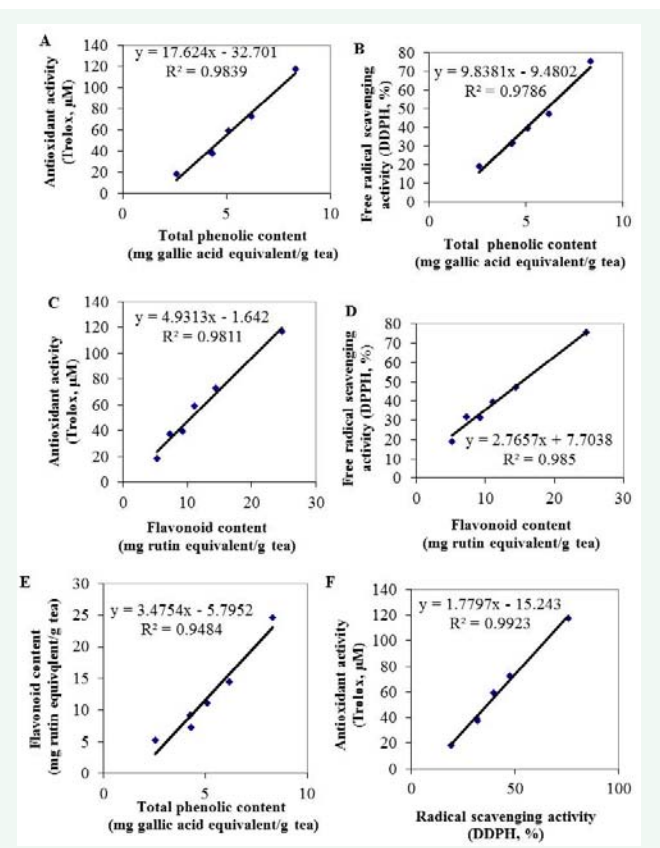 A
140
120
100
80
60
40
20
0
y = 17.624x - 32.701
R² = 0.9839
Antioxidant activity
(Trolox, µM)
0 5 10
Total phenolic content
(mg gallic acid equivalent/g tea)
B
80
70
60
50
40
30
20
10
0
y = 9.8381x - 9.4802
R² = 0.9786
Free radical scavenging
activity (DDPH, %)
0 5 10
Total phenolic content
(mg gallic acid equivalent/g tea)
C
140
120
100
80
60
40
20
0
y = 4.9313x - 1.642
R² = 0.9811
Antioxidant activity
(Trolox, µM)
0 10 20 30
Flavonoid content
(mg rutin equivalent/g tea)
D
80
70
60
50
40
30
20
10
0
y = 2.7657x + 7.7038
R² = 0.985
Free radical scavenging
activity (DPPH, %)
0 10 20 30
Flavonoid content
(mg rutin equivalent/g tea)
E
30
25
20
15
10
5
0
y = 3.4754x - 5.7952
R² = 0.9484
Flavonoid content
(mg rutin equivqlent/g tea)
0 5 10
Total phenolic content
(mg gallic acid equivalent/g tea)
F
140
120
100
80
60
40
20
0
y = 1.7797x - 15.243
R² = 0.9923
Antioxidant activity
(Trolox, µM)
0 50 100
Radical scavenging activity
(DDPH, %)